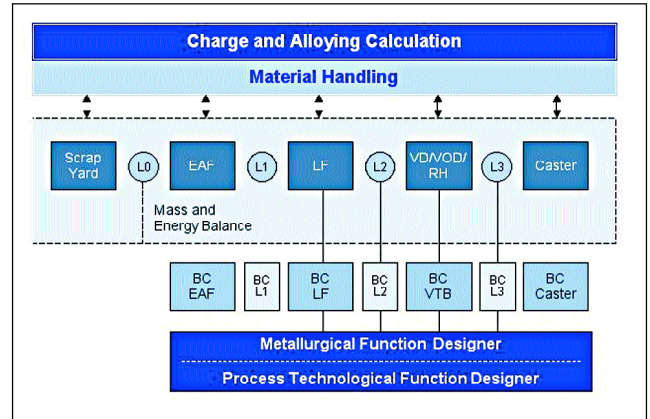 Charge and Alloying Calculation
Material Handling
Scrap
Yard
L0
EAF
L1
LF
L2
VD/VOD/
RH
L3
Caster
Mass and
Energy Balance
BC
EAF
BC
L1
BC
LF
BC
L2
BC
VTB
BC
L3
BC
Caster
Metallurgical Function Designer
Process Technological Function Designer